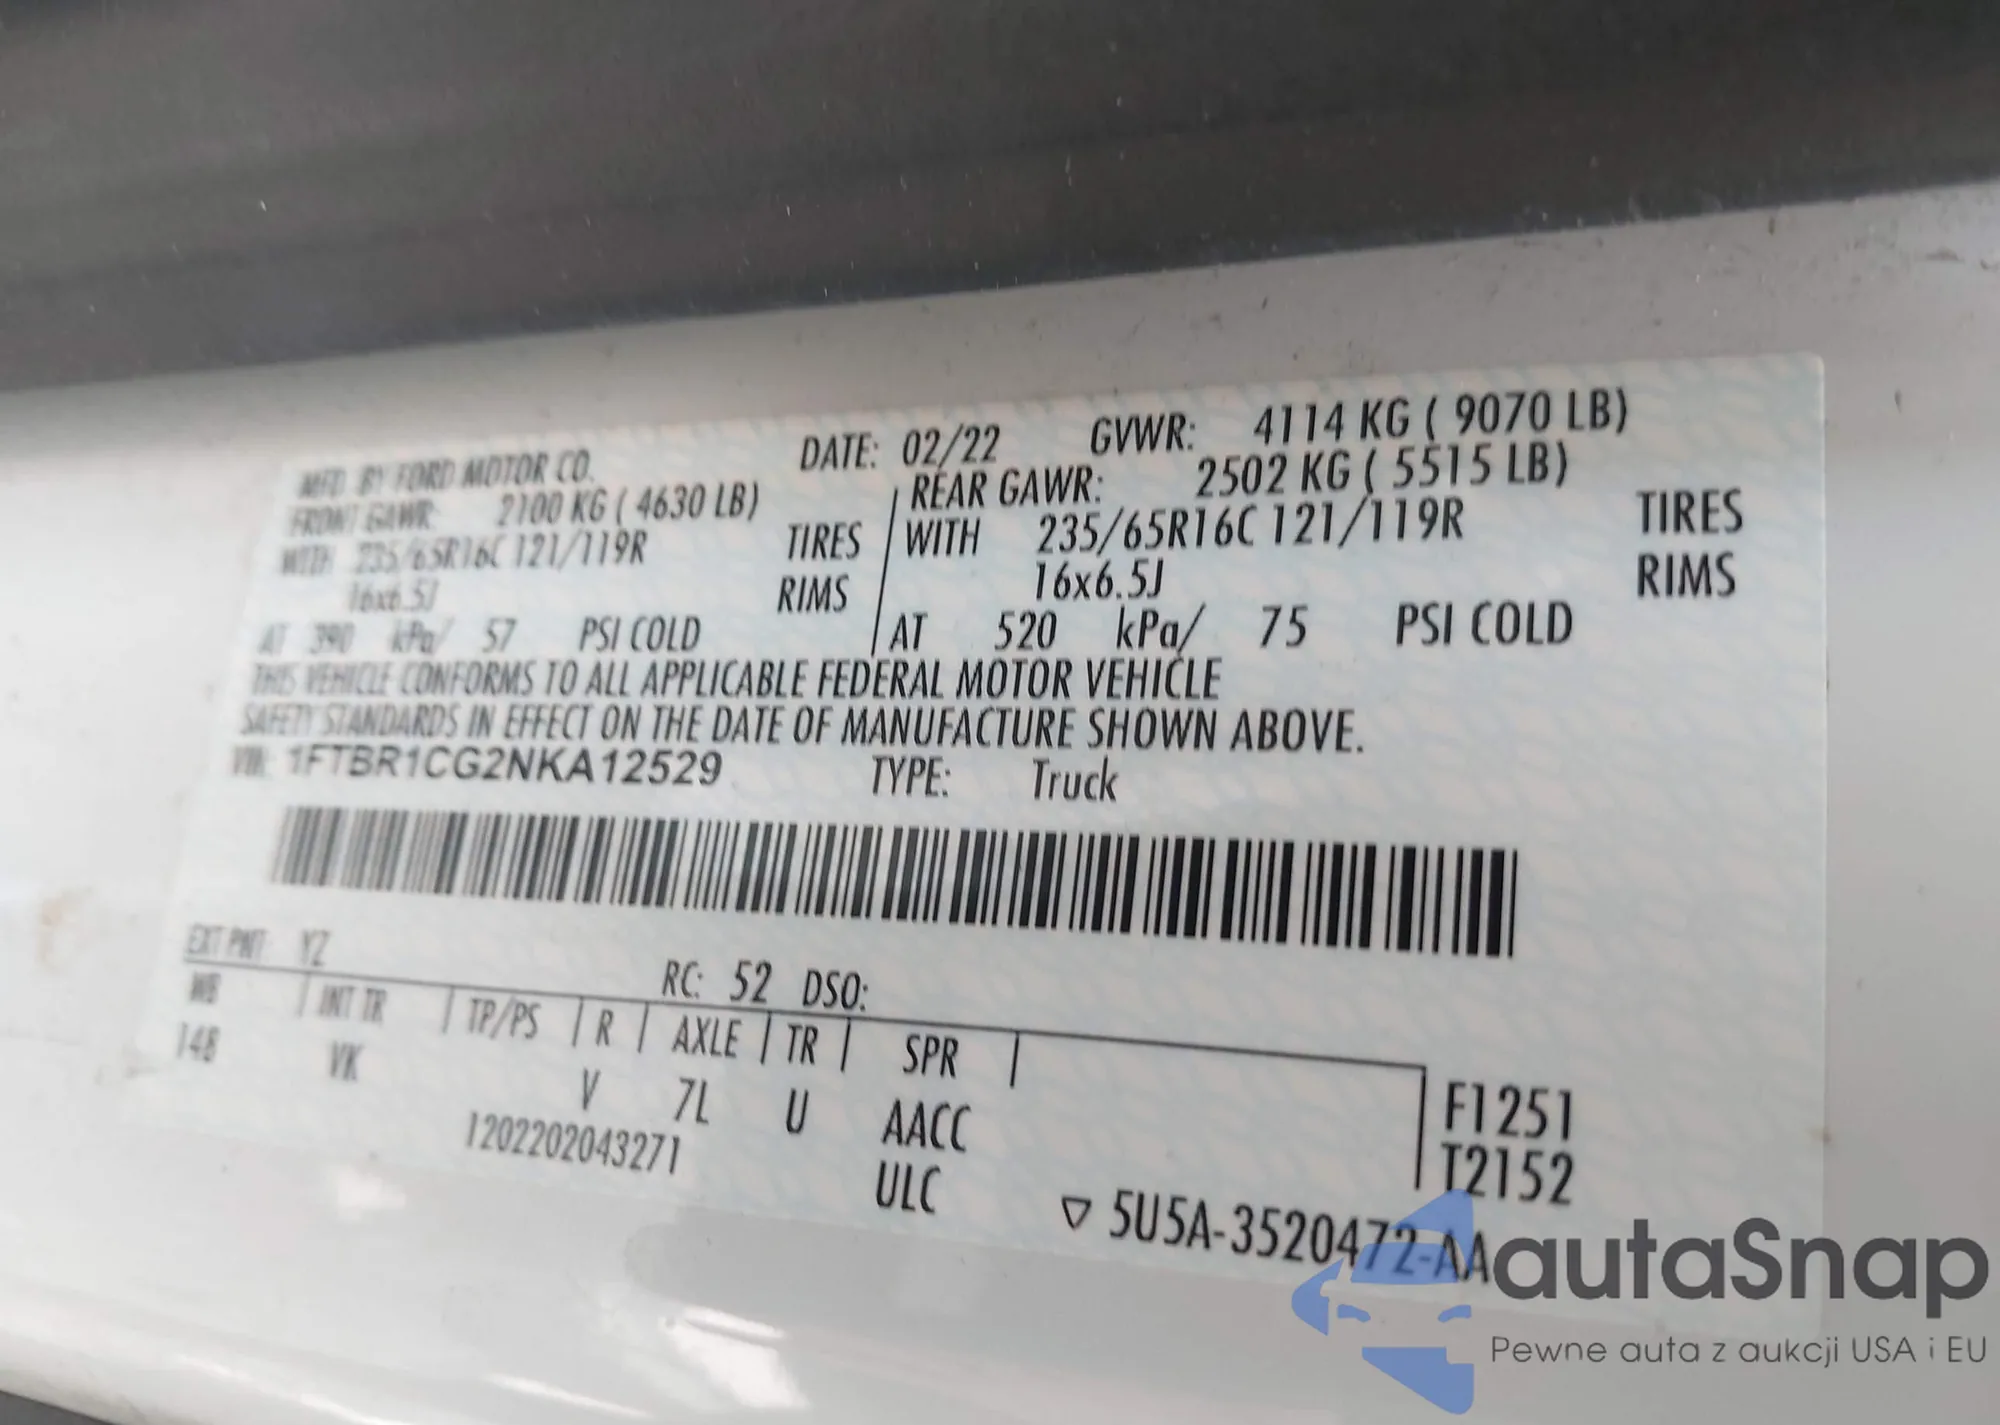 MFD BY FORD MOTOR CO. DATE: 02/22 GVWR: 4114 KG ( 9070 LB)
FRONT GAWR: 2100 KG ( 4630 LB) REAR GAWR: 2502 KG ( 5515 LB)
WITH 235/65R16C 121/119R TIRES WITH 235/65R16C 121/119R TIRES
16x6.5J RIMS 16x6.5J RIMS
AT 390 kPa/ 57 PSI COLD AT 520 kPa/ 75 PSI COLD
THIS VEHICLE CONFORMS TO ALL APPLICABLE FEDERAL MOTOR VEHICLE
SAFETY STANDARDS IN EFFECT ON THE DATE OF MANUFACTURE SHOWN ABOVE.
VIN: 1FTBR1CG2NKA12529 TYPE: Truck
EXT PNT: YZ RC: 52 DSO:
WB INT TR TP/PS R AXLE TR SPR
148 VK V 7L U AACC F1251
1202202043271 ULC T2152
▽ 5U5A-3520472-AA
autaSnap
Pewne auta z aukcji USA i EU